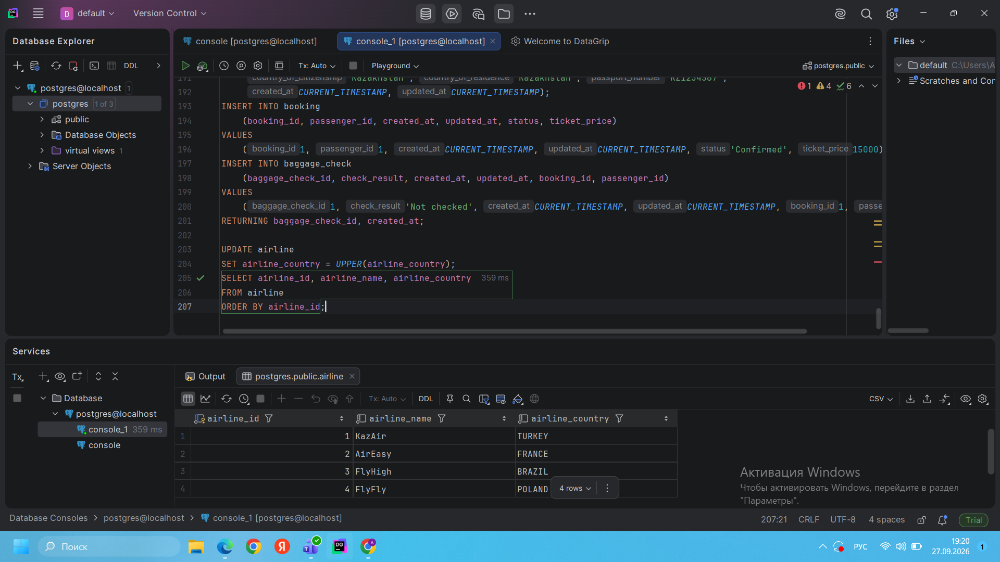 D default
Version Control
Database Explorer
DDL
postgres@localhost 1
postgres 1 of 3
public
Database Objects
virtual views 1
Server Objects
console [postgres@localhost]
console_1 [postgres@localhost]
Welcome to DataGrip
Tx: Auto
Playground
postgres.public
1 4 6
191 country_of_citizenship 'Kazakhstan', country_of_residence 'Kazakhstan', passport_number 'KZ1234567',
192 created_at CURRENT_TIMESTAMP, updated_at CURRENT_TIMESTAMP);
193 INSERT INTO booking
194 (booking_id, passenger_id, created_at, updated_at, status, ticket_price)
195 VALUES
196 ( booking_id 1, passenger_id 1, created_at CURRENT_TIMESTAMP, updated_at CURRENT_TIMESTAMP, status 'Confirmed', ticket_price 15000)
197 INSERT INTO baggage_check
198 (baggage_check_id, check_result, created_at, updated_at, booking_id, passenger_id)
199 VALUES
200 ( baggage_check_id 1, check_result 'Not checked', created_at CURRENT_TIMESTAMP, updated_at CURRENT_TIMESTAMP, booking_id 1, passe
201 RETURNING baggage_check_id, created_at;
202
203 UPDATE airline
204 SET airline_country = UPPER(airline_country);
205 SELECT airline_id, airline_name, airline_country 359 ms
206 FROM airline
207 ORDER BY airline_id;
Files
default C:\Users\A
Scratches and Con
Services
Tx
Database
postgres@localhost
console_1 359 ms
console
Output
postgres.public.airline
Tx: Auto
DDL
CSV
airline_id airline_name airline_country
1 1 KazAir TURKEY
2 2 AirEasy FRANCE
3 3 FlyHigh BRAZIL
4 4 FlyFly POLAND
4 rows
Активация Windows
Чтобы активировать Windows, перейдите в раздел
"Параметры".
Database Consoles > postgres@localhost > console_1 [postgres@localhost]
207:21 CRLF UTF-8 4 spaces Trial
Поиск
РУС
19:20
27.09.2026
1